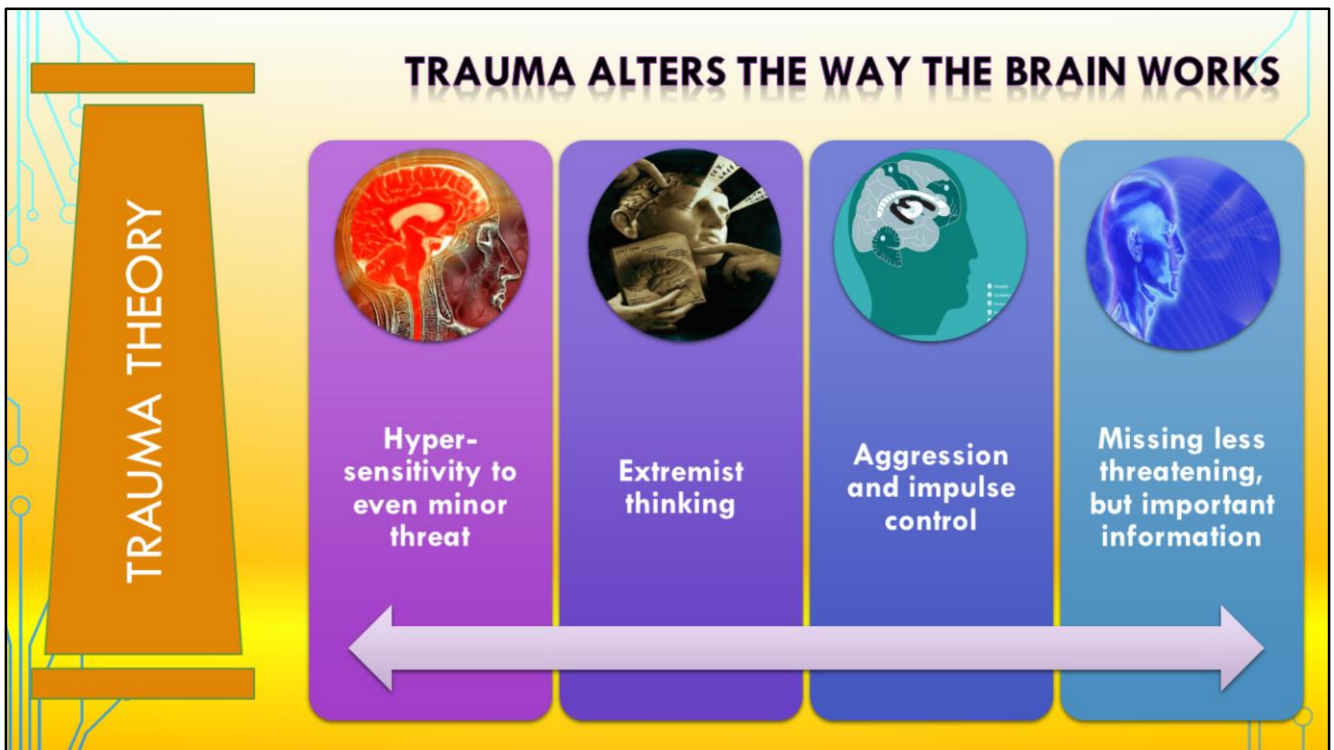 TRAUMA ALTERS THE WAY THE BRAIN WORKS
TRAUMA THEORY
Hyper-
sensitivity to
even minor
threat
Extremist
thinking
Aggression
and impulse
control
Missing less
threatening,
but important
information